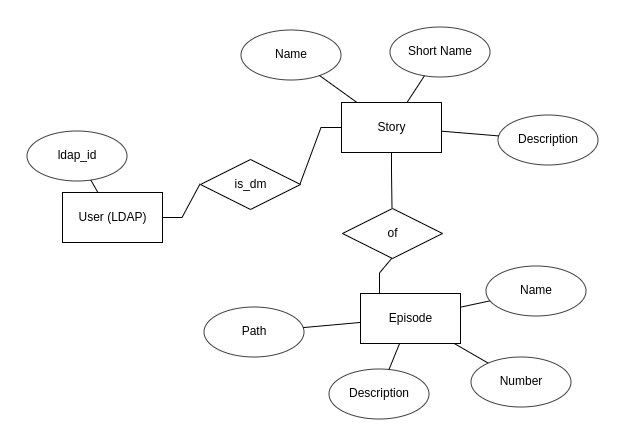 Name
Short Name
Story
Description
ldap_id
is_dm
User (LDAP)
of
Name
Episode
Path
Number
Description